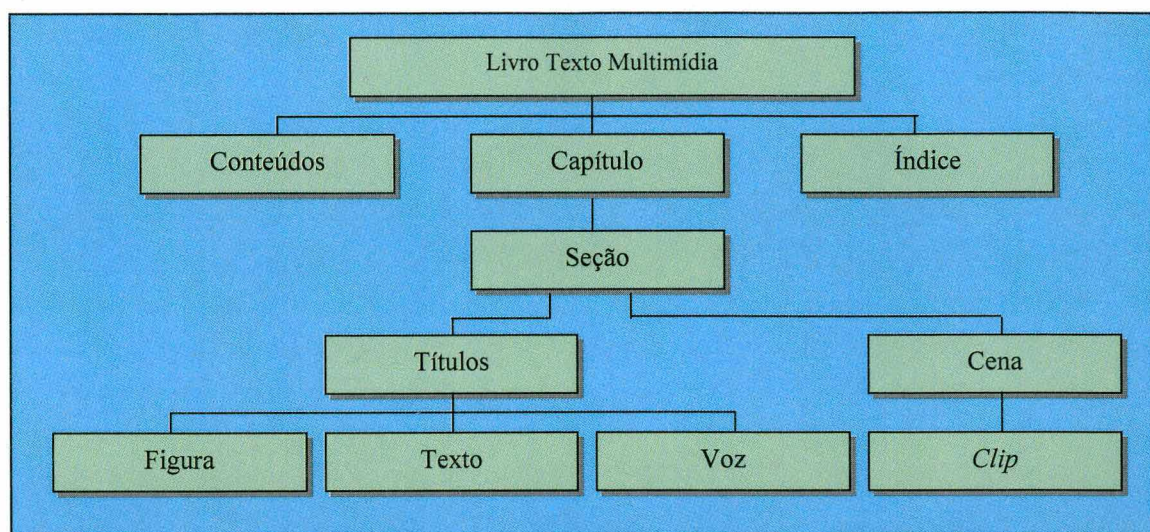 Livro Texto Multimídia
Conteúdos
Capítulo
Índice
Seção
Títulos
Cena
Figura
Texto
Voz
Clip